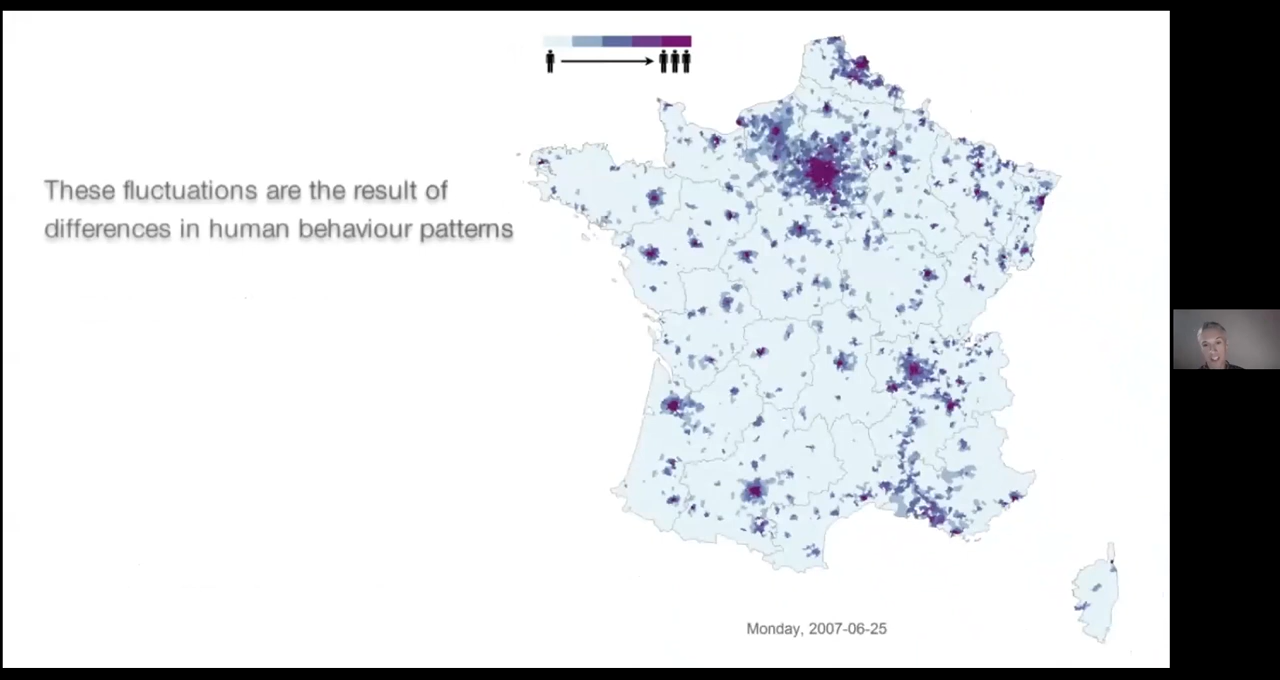 These fluctuations are the result of
differences in human behaviour patterns
Monday, 2007-06-25